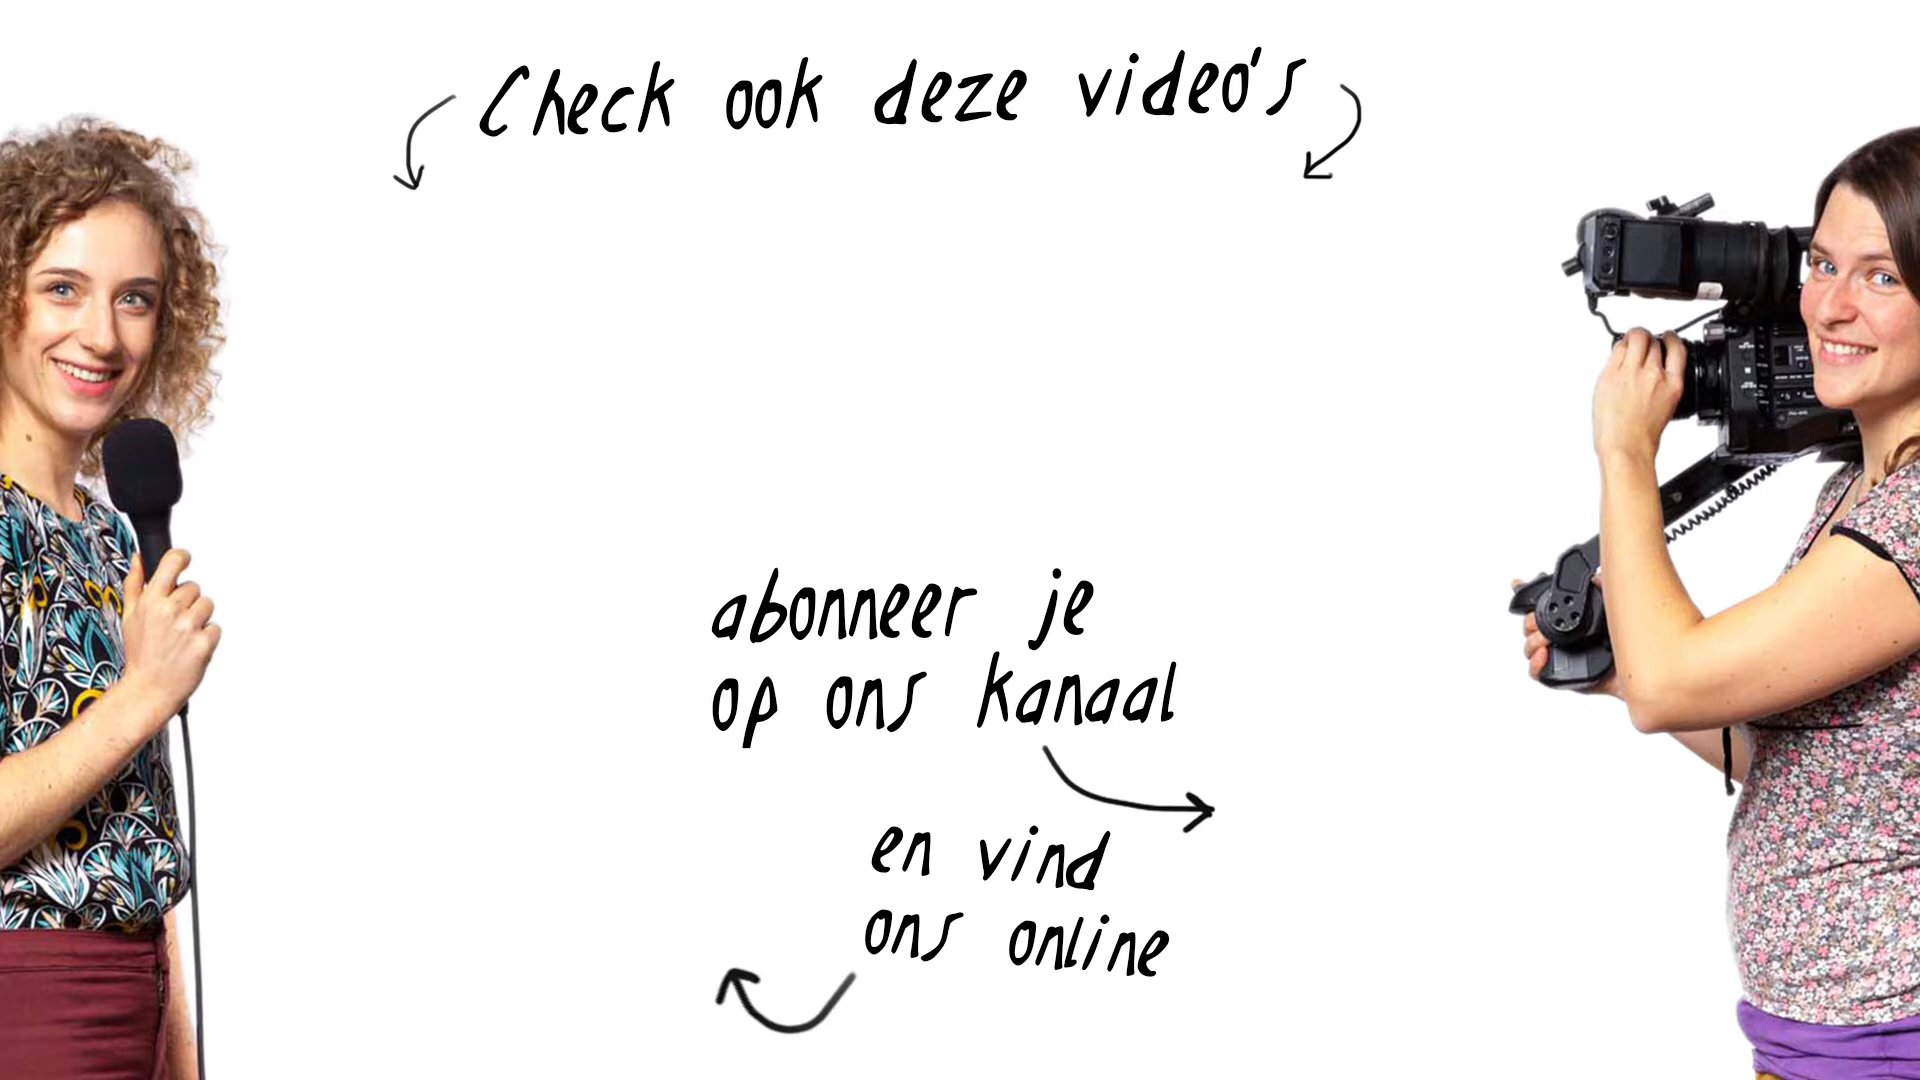 Check ook deze video's
abonneer je
op ons kanaal
en vind
ons online